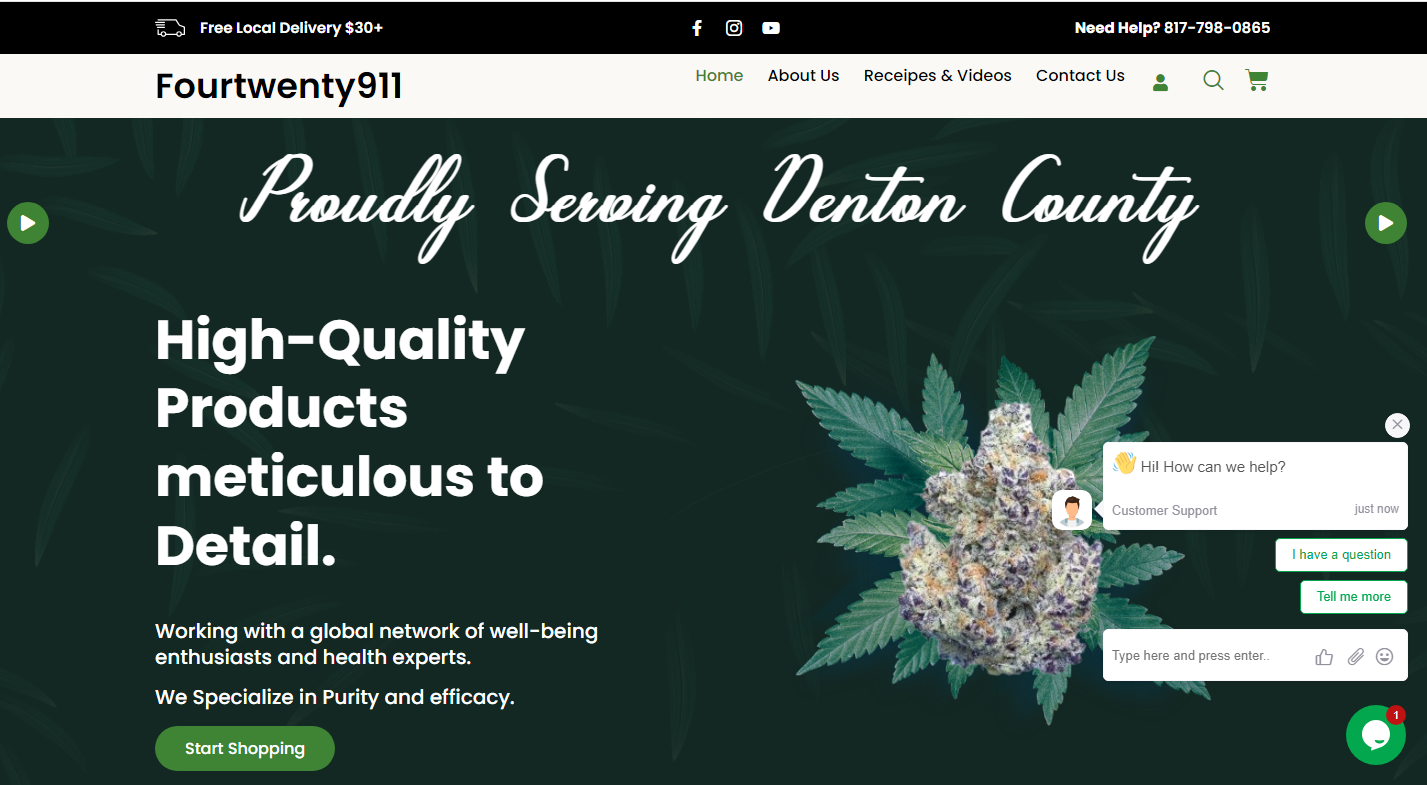 Free Local Delivery $30+
Need Help? 817-798-0865
Fourtwenty911
Home About Us Receipes & Videos Contact Us
Proudly Serving Denton County
High-Quality
Products
meticulous to
Detail.
Working with a global network of well-being
enthusiasts and health experts.
We Specialize in Purity and efficacy.
Start Shopping
Hi! How can we help?
Customer Support just now
I have a question
Tell me more
Type here and press enter..
1